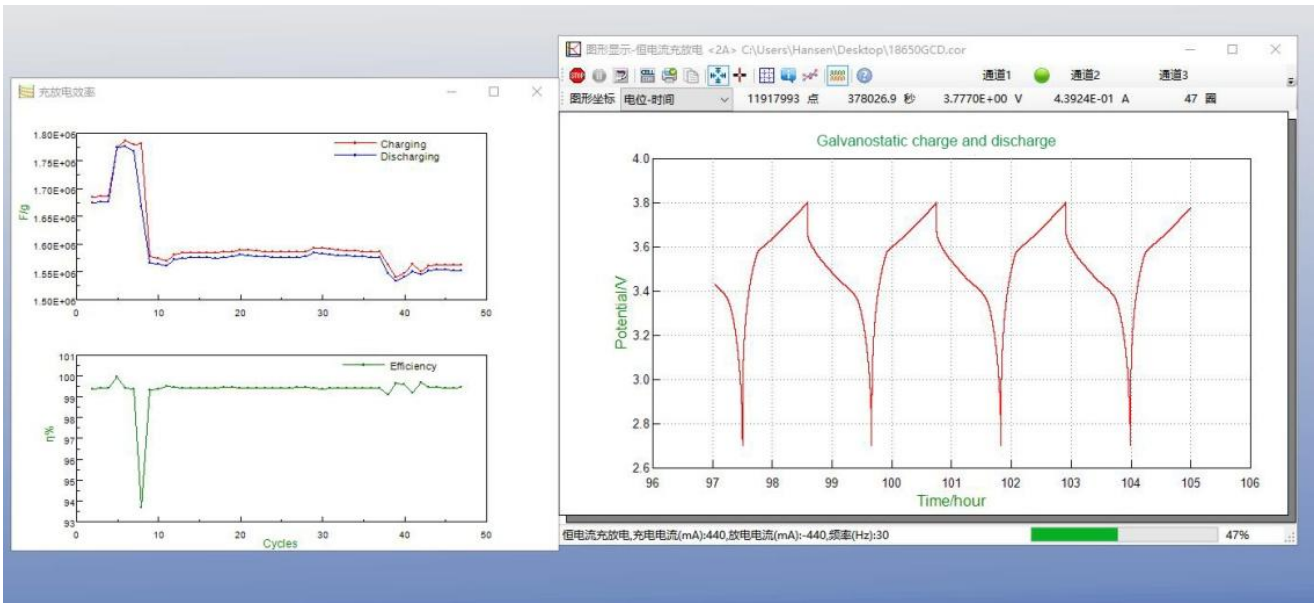 充放电效率
1.80E+06
1.75E+06
1.70E+06
1.65E+06
1.60E+06
1.55E+06
1.50E+06
F/g
Charging
Discharging
0 10 20 30 40 50
101
100
99
98
97
96
95
94
93
η%
Efficiency
0 10 20 30 40 50
Cycles
图形显示-恒电流充放电 <2A> C:\Users\Hansen\Desktop\18650GCD.cor
STOP 通道1 通道2 通道3
图形坐标 电位-时间 11917993 点 378026.9 秒 3.7770E+00 V 4.3924E-01 A 47 圈
Galvanostatic charge and discharge
4.0
3.8
3.6
3.4
3.2
3.0
2.8
2.6
Potential/V
96 97 98 99 100 101 102 103 104 105 106
Time/hour
恒电流充放电,充电电流(mA):440,放电电流(mA):-440,频率(Hz):30 47%